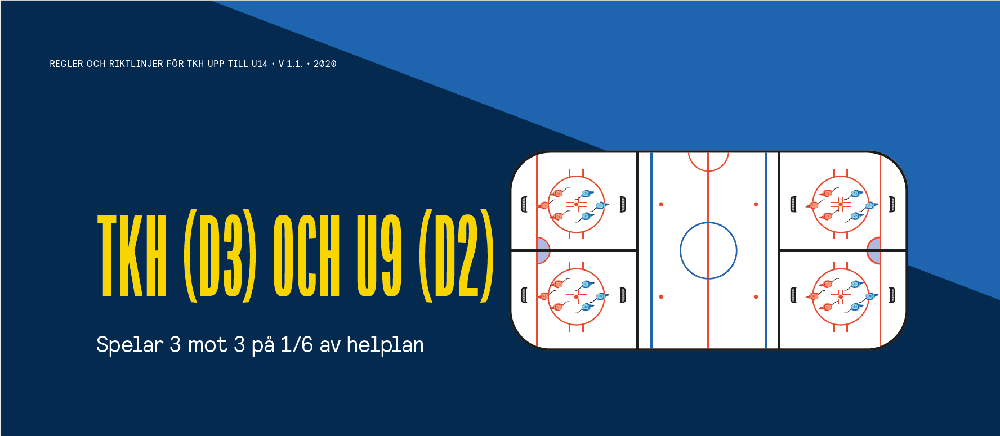 REGLER OCH RIKTLINJER FÖR TKH UPP TILL U14 • V 1.1. • 2020
TKH (D3) OCH U9 (D2)
Spelar 3 mot 3 på 1/6 av helplan